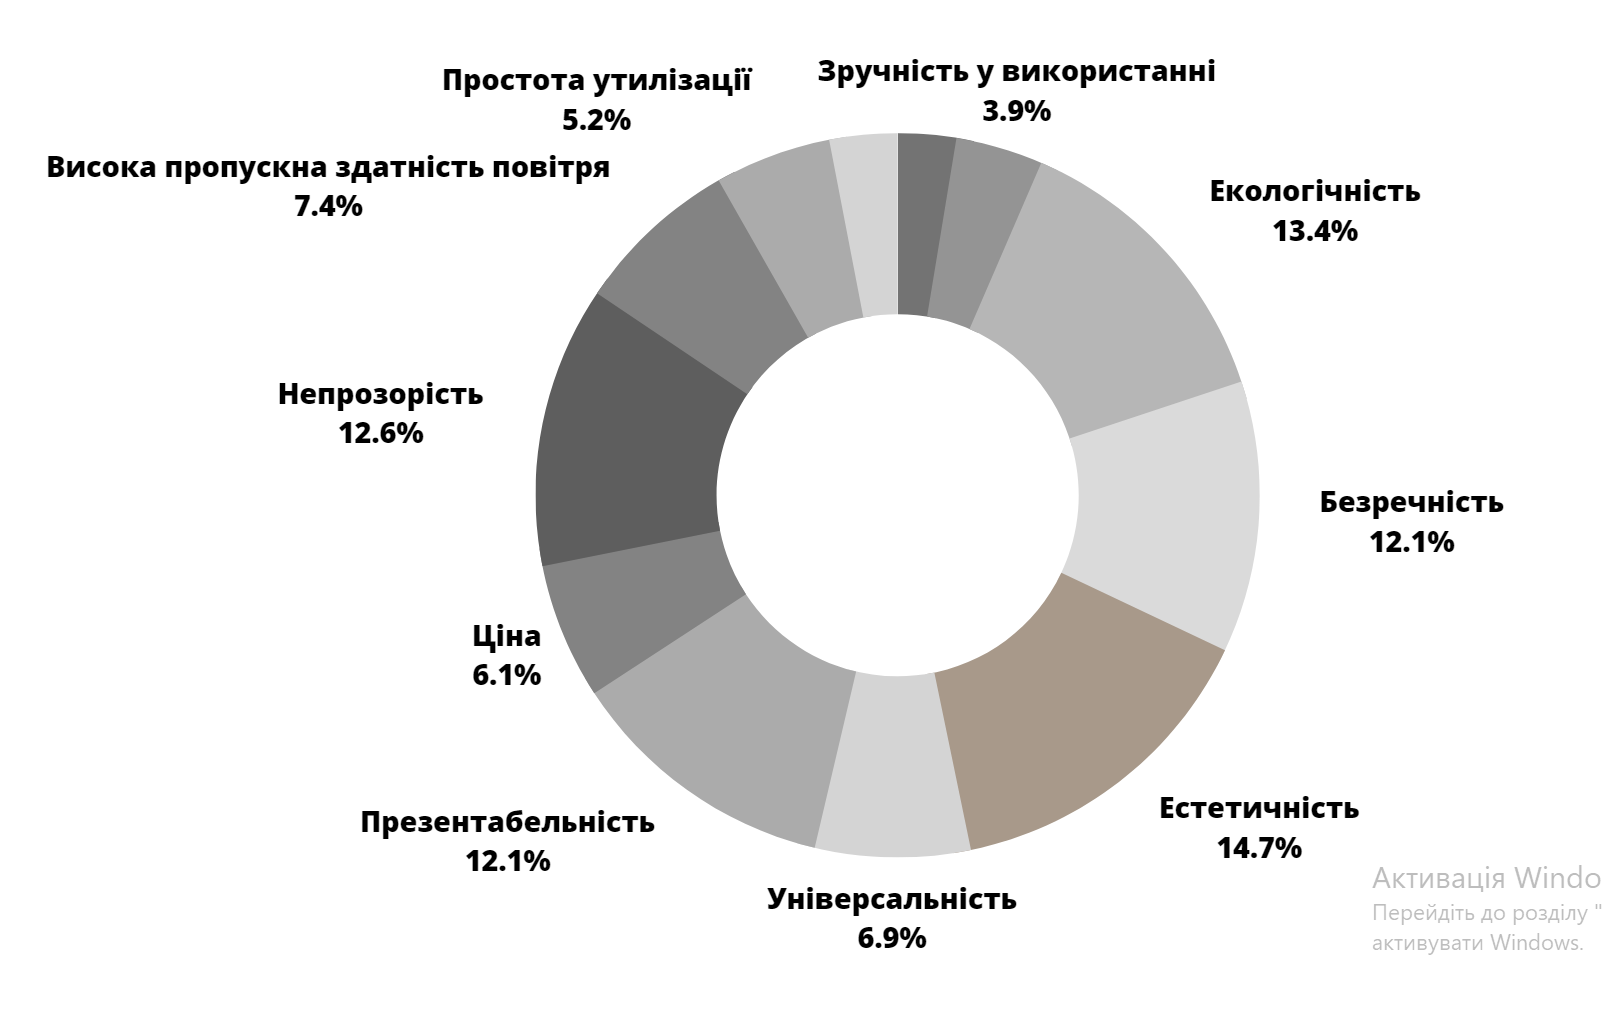 Простота утилізації
5.2%
Зручність у використанні
3.9%
Висока пропускна здатність повітря
7.4%
Екологічність
13.4%
Непрозорість
12.6%
Безречність
12.1%
Ціна
6.1%
Естетичність
14.7%
Презентабельність
12.1%
Універсальність
6.9%
Активація Windo
Перейдіть до розділу "
активувати Windows.